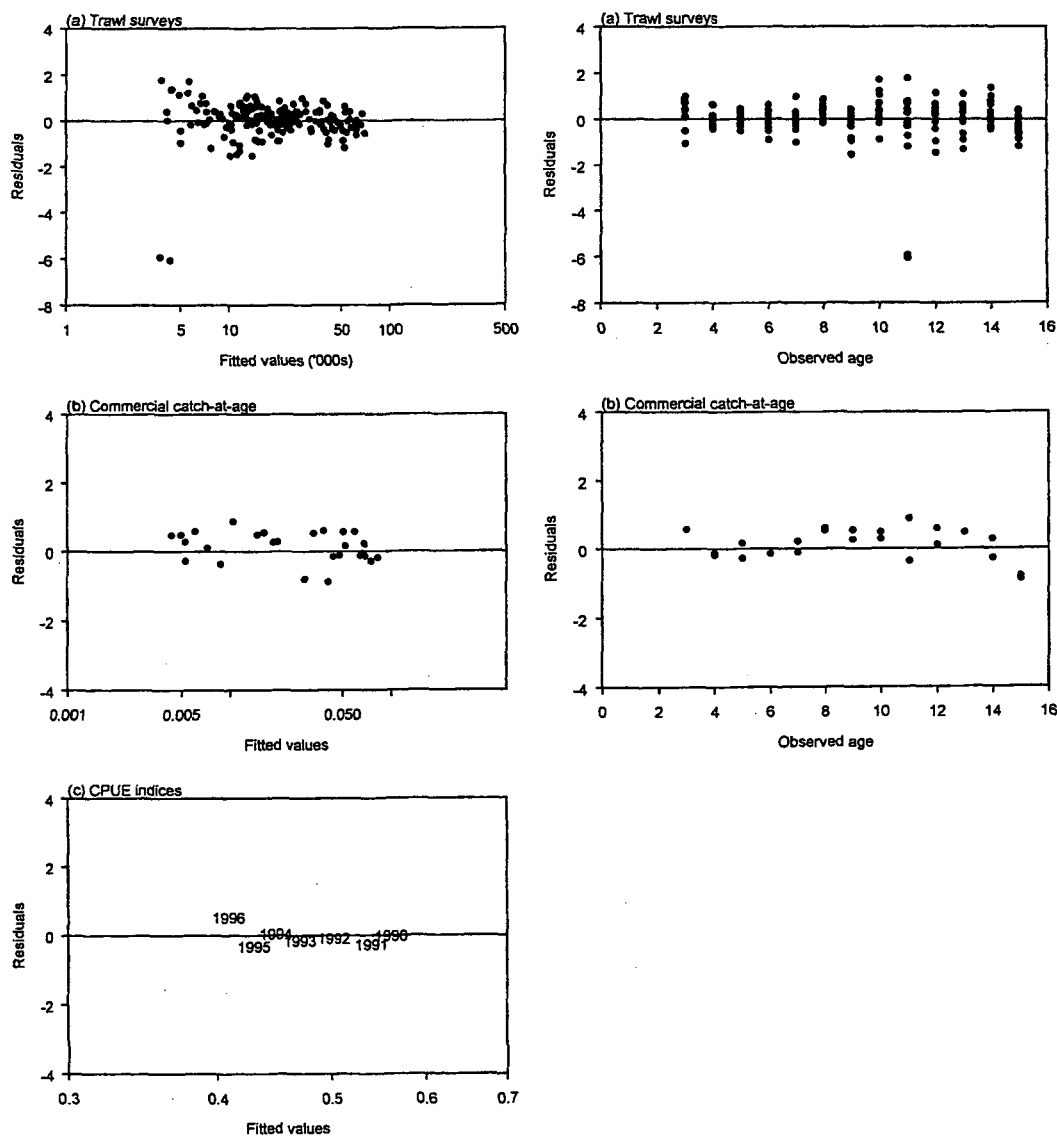 (a) Trawl surveys
4
2
0
-2
-4
-6
-8
Residuals
1 5 10 50 100 500
Fitted values ('000s)
(a) Trawl surveys
4
2
0
-2
-4
-6
-8
Residuals
0 2 4 6 8 10 12 14 16
Observed age
(b) Commercial catch-at-age
4
2
0
-2
-4
Residuals
0.001 0.005 0.050
Fitted values
(b) Commercial catch-at-age
4
2
0
-2
-4
Residuals
0 2 4 6 8 10 12 14 16
Observed age
(c) CPUE indices
4
2
0
-2
-4
Residuals
1996
1995
1994
1993
1992
1991
1990
0.3 0.4 0.5 0.6 0.7
Fitted values